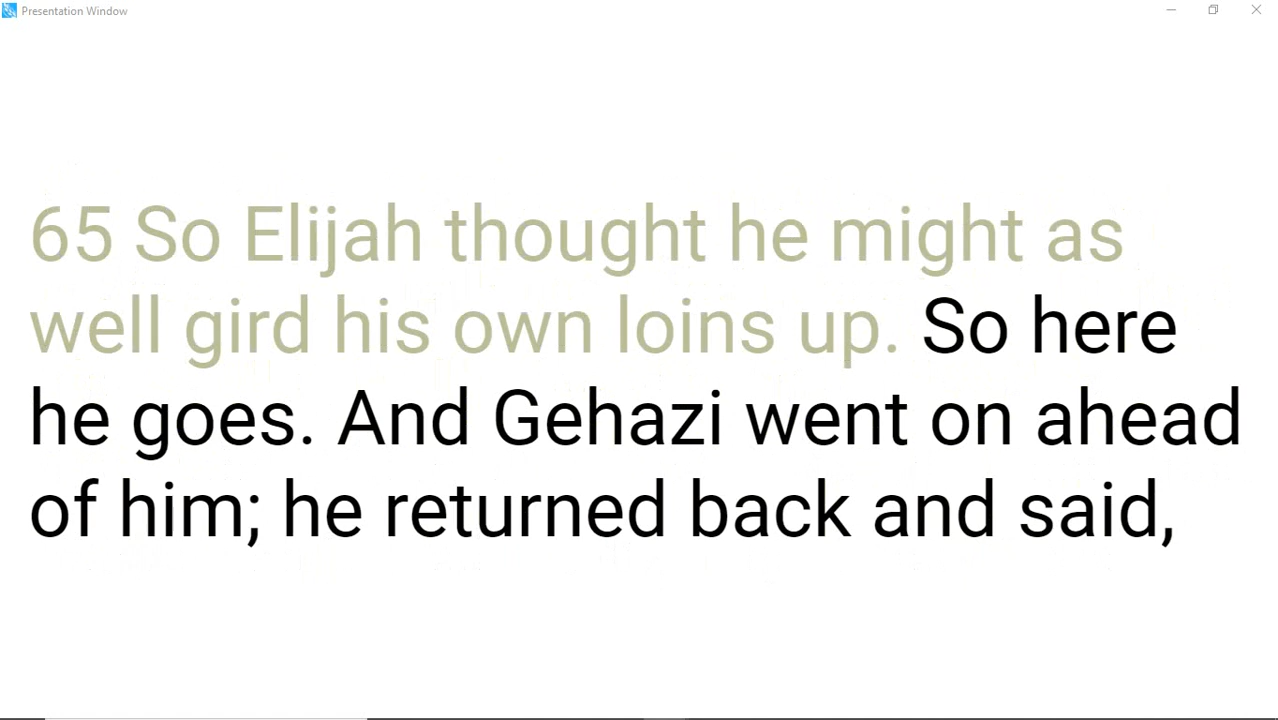 Presentation Window
65 So Elijah thought he might as
well gird his own loins up. So here
he goes. And Gehazi went on ahead
of him; he returned back and said,